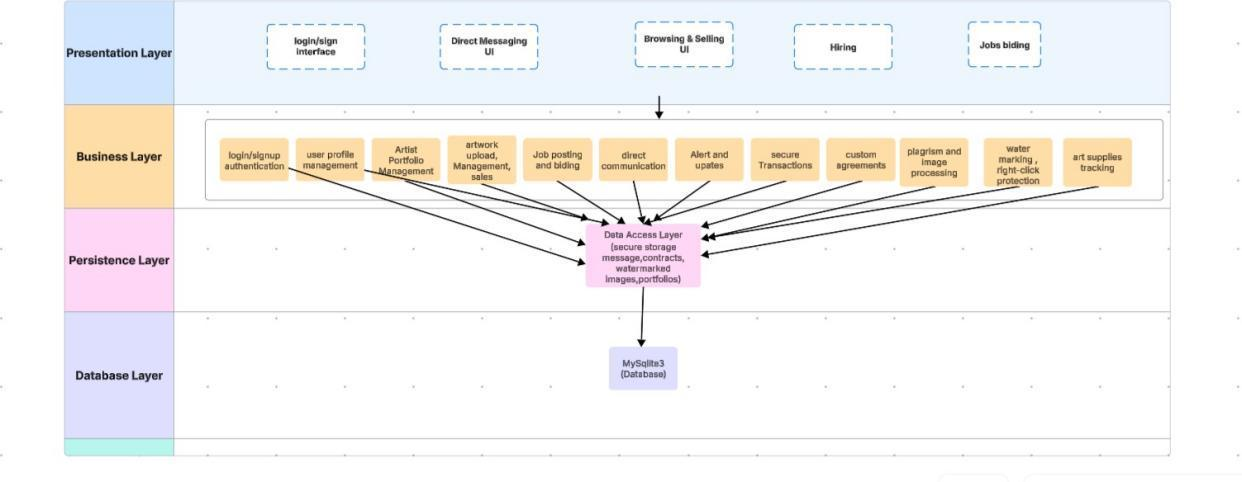 Presentation Layer
login/sign
interface
Direct Messaging
UI
Browsing & Selling
UI
Hiring
Jobs biding
Business Layer
login/signup
authentication
user profile
management
Artist
Portfolio
Management
artwork
upload,
Management,
sales
Job posting
and biding
direct
communication
Alert and
upates
secure
Transactions
custom
agreements
plagrism and
image
processing
water
marking ,
right-click
protection
art supplies
tracking
Persistence Layer
Data Access Layer
(secure storage
message,contracts,
watermarked
images,portfolios)
Database Layer
MySqlite3
(Database)